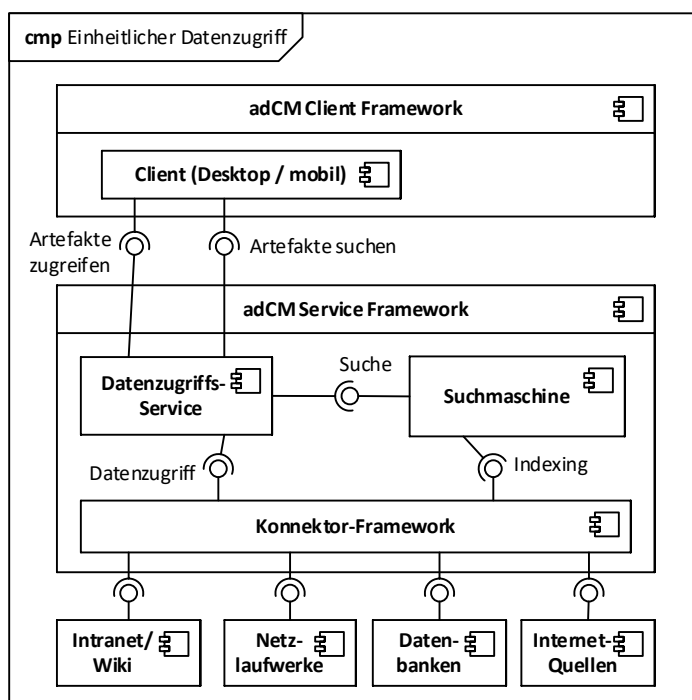 cmp Einheitlicher Datenzugriff
adCM Client Framework
Client (Desktop / mobil)
Artefakte
zugreifen
Artefakte suchen
adCM Service Framework
Datenzugriffs-
Service
Suche
Suchmaschine
Datenzugriff
Indexing
Konnektor-Framework
Intranet/
Wiki
Netz-
laufwerke
Daten-
banken
Internet-
Quellen